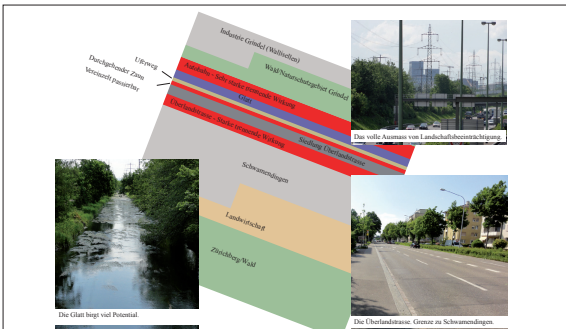 Industrie Grindel (Wallisellen)
Wald/Naturschutzgebiet Grindel
Uferweg
Durchgehender Zaun
Vereinzelt passierbar
Autobahn - Sehr starke trennende Wirkung
Glatt
Siedlung Überlandstrasse
Überlandstrasse - Starke trennende Wirkung
Schwamendingen
Landwirtschaft
Zürichberg/Wald
Das volle Ausmass von Landschaftsbeeinträchtigung.
Die Glatt birgt viel Potential.
Die Überlandstrasse. Grenze zu Schwamendingen.